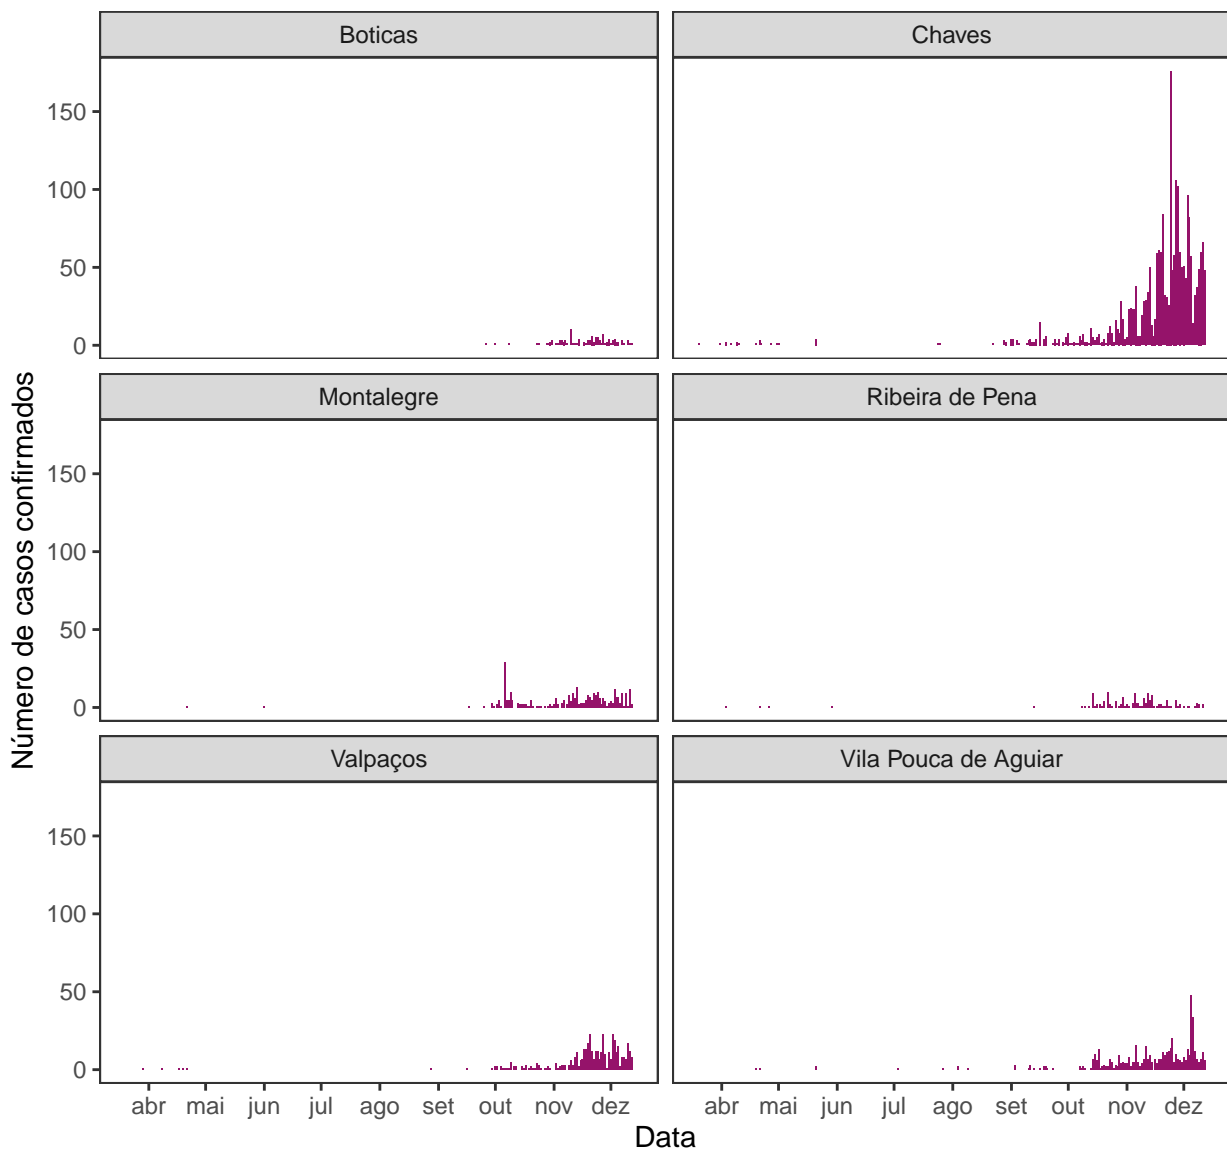 Boticas
Chaves
150
100
50
0
Montalegre
Ribeira de Pena
150
100
50
0
Número de casos confirmados
Valpaços
Vila Pouca de Aguiar
150
100
50
0
abr mai jun jul ago set out nov dez
abr mai jun jul ago set out nov dez
Data